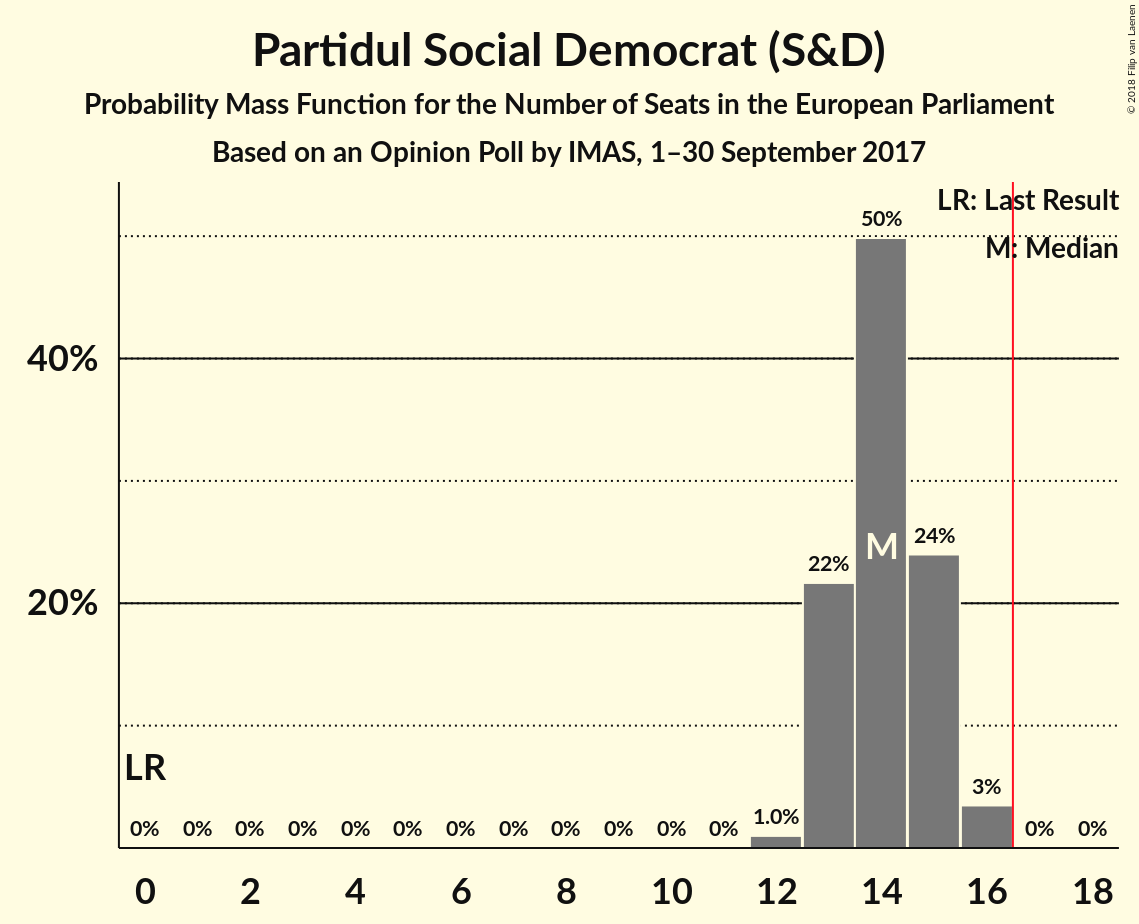 Partidul Social Democrat (S&D)
Probability Mass Function for the Number of Seats in the European Parliament
Based on an Opinion Poll by IMAS, 1–30 September 2017
© 2018 Filip van Laenen
LR: Last Result
M: Median
50%
40%
24%
M
22%
20%
LR
3%
1.0%
0% 0% 0% 0% 0% 0% 0% 0% 0% 0% 0% 0% 0% 0%
0 2 4 6 8 10 12 14 16 18